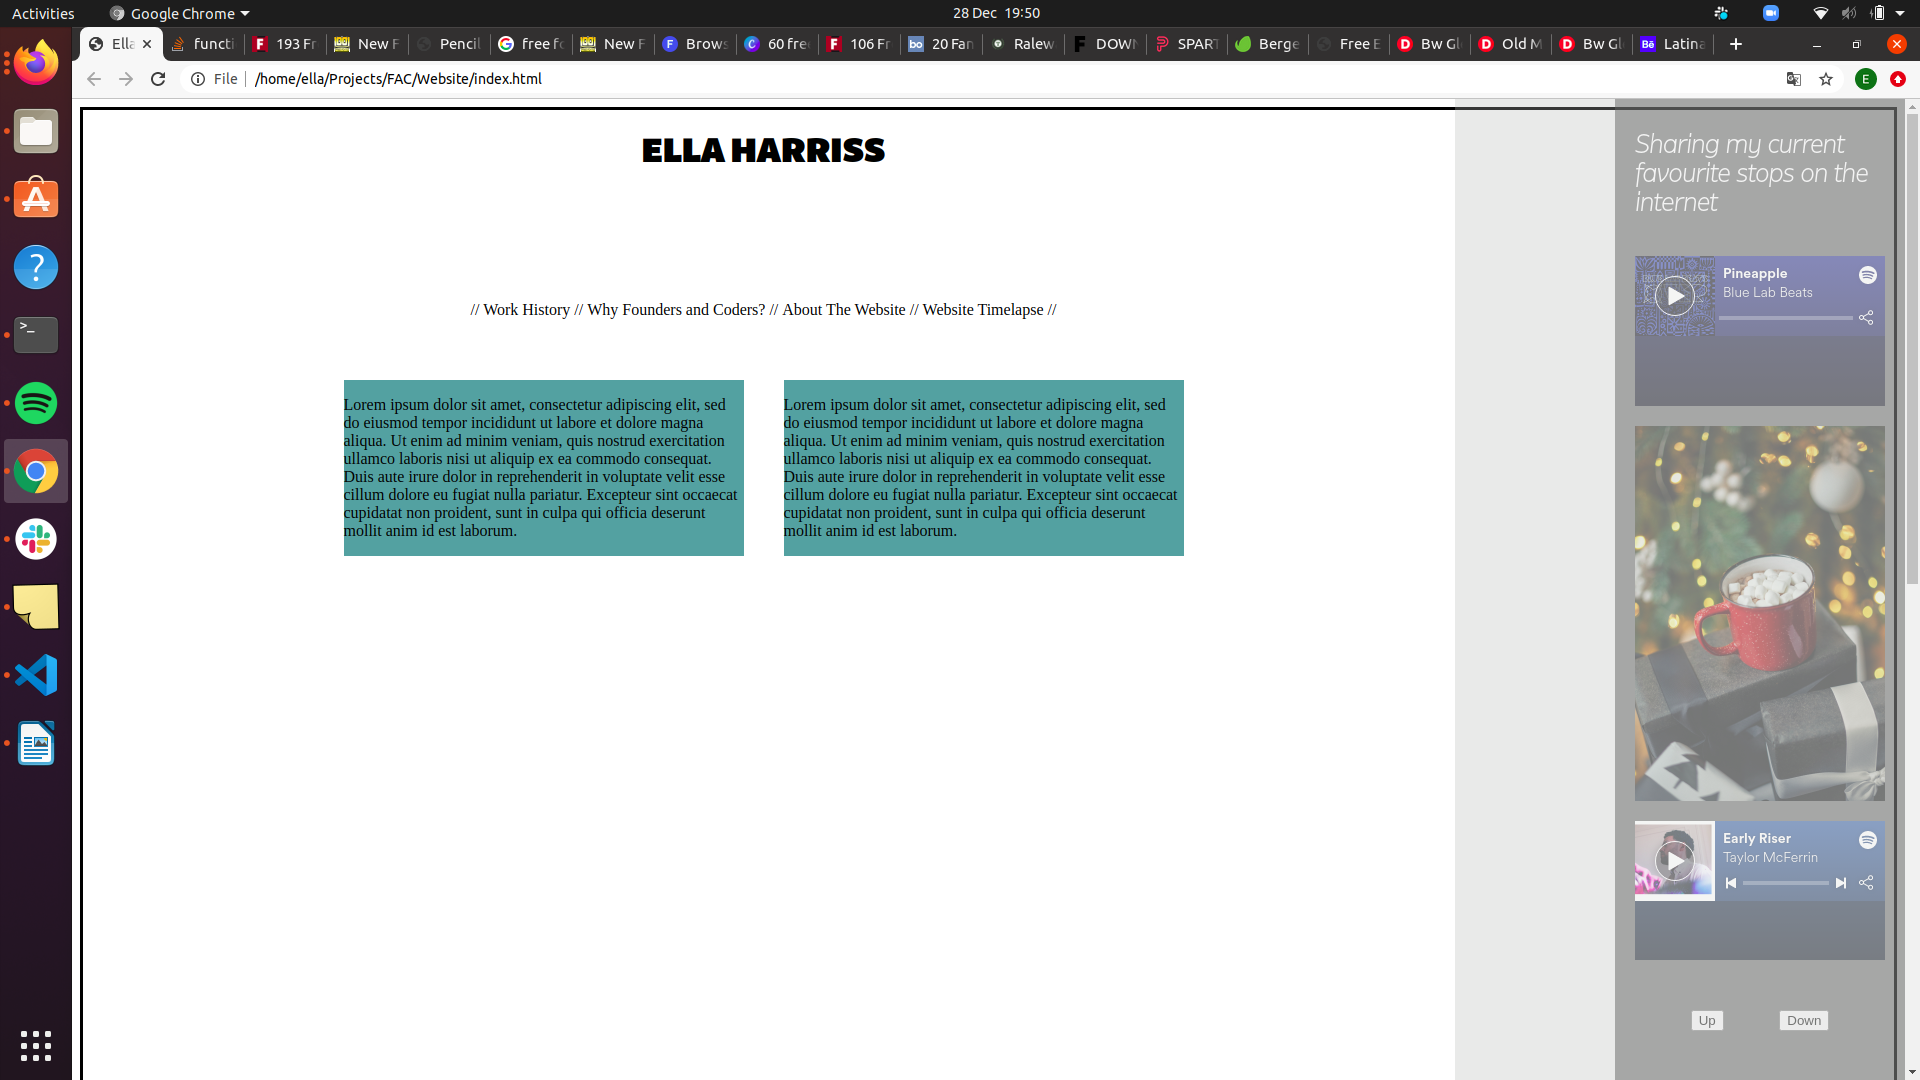 Activities
Google Chrome
28 Dec 19:50
Ella
functi
193 Fr
New F
Pencil
free fo
New F
Brows
60 free
106 Fr
20 Fan
Ralew
DOWN
SPART
Berge
Free E
Bw Gl
Old M
Bw Gl
Latina
File
/home/ella/Projects/FAC/Website/index.html
E
ELLA HARRISS
// Work History // Why Founders and Coders? // About The Website // Website Timelapse //
Lorem ipsum dolor sit amet, consectetur adipiscing elit, sed
do eiusmod tempor incididunt ut labore et dolore magna
aliqua. Ut enim ad minim veniam, quis nostrud exercitation
ullamco laboris nisi ut aliquip ex ea commodo consequat.
Duis aute irure dolor in reprehenderit in voluptate velit esse
cillum dolore eu fugiat nulla pariatur. Excepteur sint occaecat
cupidatat non proident, sunt in culpa qui officia deserunt
mollit anim id est laborum.
Lorem ipsum dolor sit amet, consectetur adipiscing elit, sed
do eiusmod tempor incididunt ut labore et dolore magna
aliqua. Ut enim ad minim veniam, quis nostrud exercitation
ullamco laboris nisi ut aliquip ex ea commodo consequat.
Duis aute irure dolor in reprehenderit in voluptate velit esse
cillum dolore eu fugiat nulla pariatur. Excepteur sint occaecat
cupidatat non proident, sunt in culpa qui officia deserunt
mollit anim id est laborum.
Sharing my current
favourite stops on the
internet
Pineapple
Blue Lab Beats
Early Riser
Taylor McFerrin
Up
Down